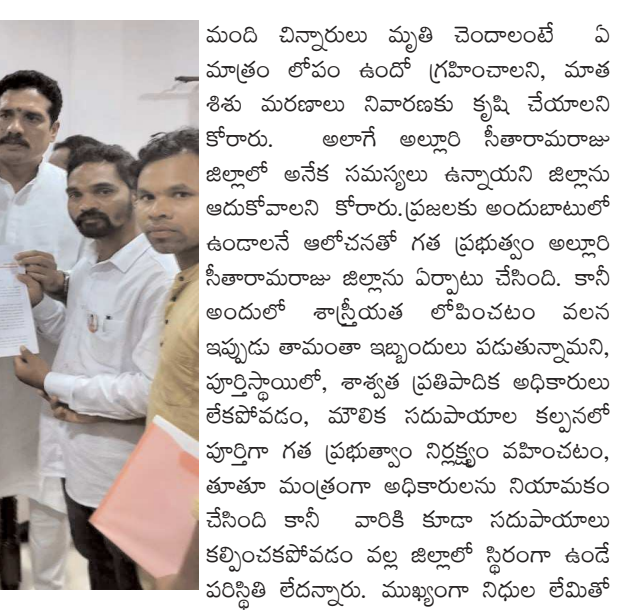 మంది చిన్నారులు మృతి చెందాలంటే ఏ
మాత్రం లోపం ఉందో గ్రహించాలని, మాత
శిశు మరణాలు నివారణకు కృషి చేయాలని
కోరారు. అలాగే అల్లూరి సీతారామరాజు
జిల్లాలో అనేక సమస్యలు ఉన్నాయని జిల్లాను
ఆదుకోవాలని కోరారు.ప్రజలకు అందుబాటులో
ఉండాలనే ఆలోచనతో గత ప్రభుత్వం అల్లూరి
సీతారామరాజు జిల్లాను ఏర్పాటు చేసింది. కానీ
అందులో శాస్త్రీయత లోపించటం వలన
ఇప్పుడు తామంతా ఇబ్బందులు పడుతున్నామని,
పూర్తిస్థాయిలో, శాశ్వత ప్రతిపాదిక అధికారులు
లేకపోవడం, మౌలిక సదుపాయాల కల్పనలో
పూర్తిగా గత ప్రభుత్వాం నిర్లక్ష్యం వహించటం,
తూతూ మంత్రంగా అధికారులను నియామకం
చేసింది కానీ వారికి కూడా సదుపాయాలు
కల్పించకపోవడం వల్ల జిల్లాలో స్థిరంగా ఉండే
పరిస్థితి లేదన్నారు. ముఖ్యంగా నిధుల లేమితో